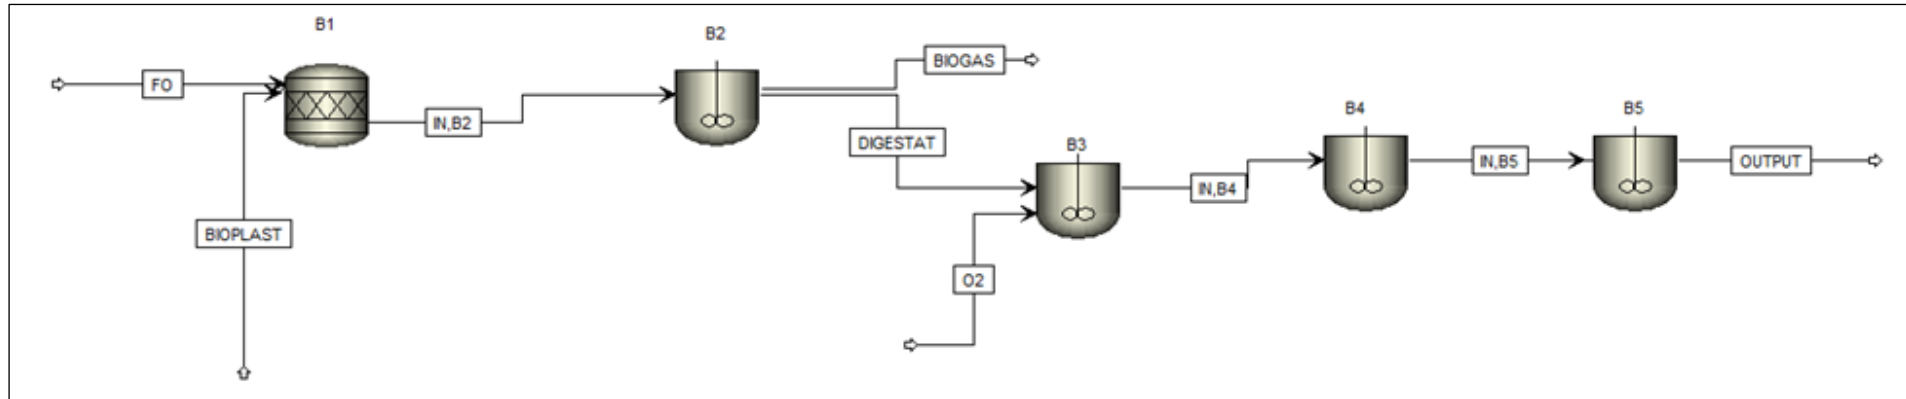 B1
B2
FO
BIOGAS
IN,B2
DIGESTAT
B3
B4
B5
IN,B5
OUTPUT
IN,B4
BIOPLAST
O2